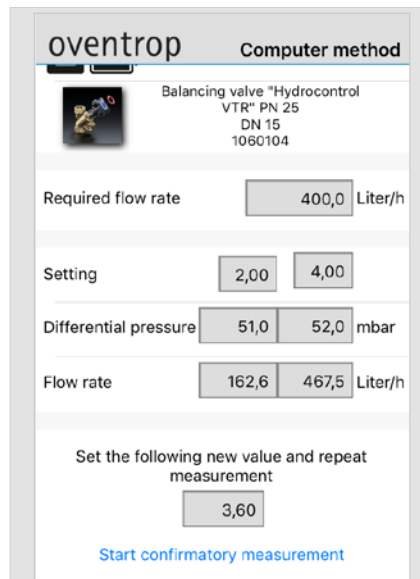 oventrop
Computer method
Balancing valve "Hydrocontrol
VTR" PN 25
DN 15
1060104
Required flow rate 400,0 Liter/h
Setting 2,00 4,00
Differential pressure 51,0 52,0 mbar
Flow rate 162,6 467,5 Liter/h
Set the following new value and repeat
measurement
3,60
Start confirmatory measurement